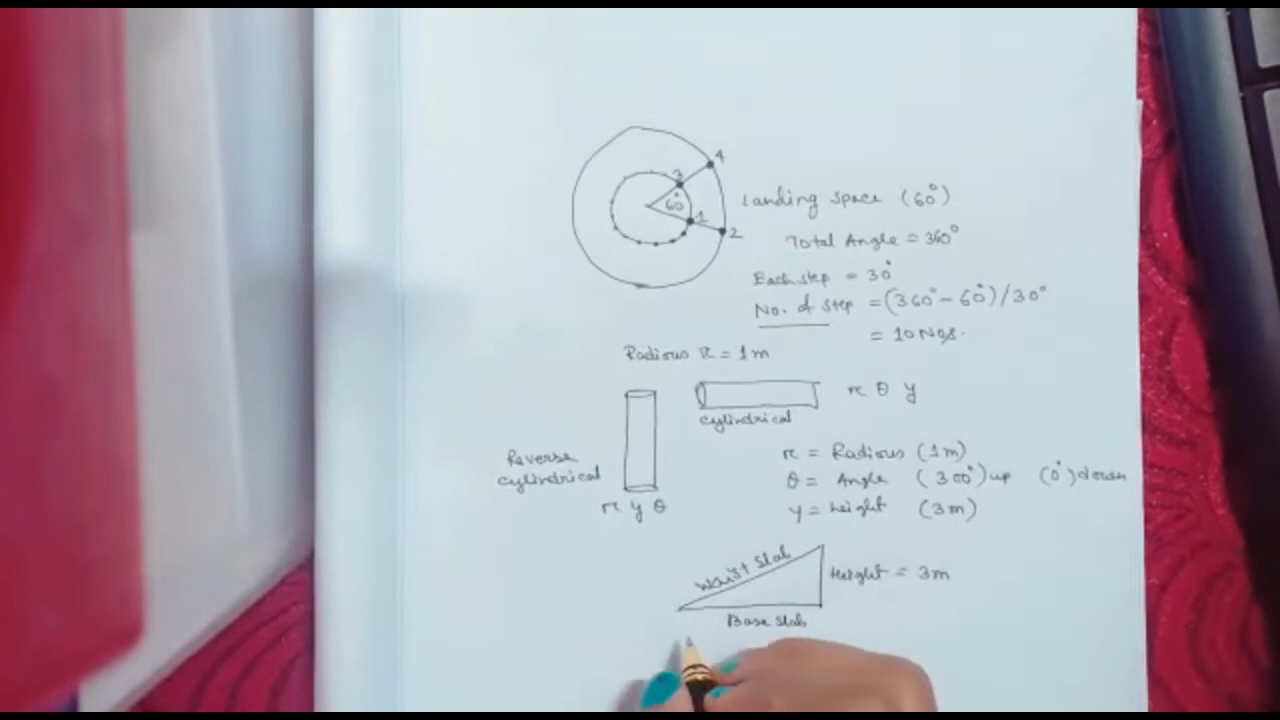 4
3
60°
1
2
Landing Space (60°)
Total Angle = 360°
Each step = 30°
No. of step = (360° - 60°)/30°
= 10 Nos.
Radious r = 1m
cylindrical
r θ y
Reverse
cylindrical
r y θ
r = Radious (1m)
θ = Angle (300°)up (0°)down
y = height (3m)
Waist Slab
Height = 3m
Base slab